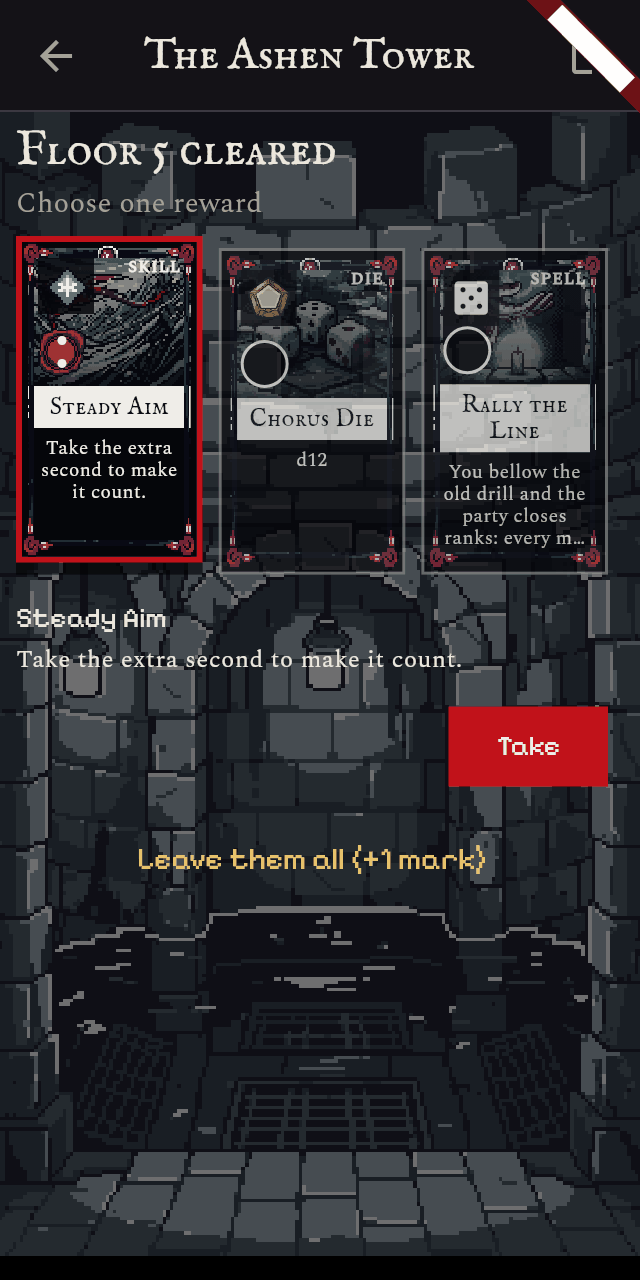 The Ashen Tower
Floor 5 cleared
Choose one reward
SKILL
Steady Aim
Take the extra
second to make
it count.
DIE
Chorus Die
d12
SPELL
Rally the
Line
You bellow the
old drill and the
party closes
ranks: every m...
Steady Aim
Take the extra second to make it count.
Take
Leave them all (+1 mark)